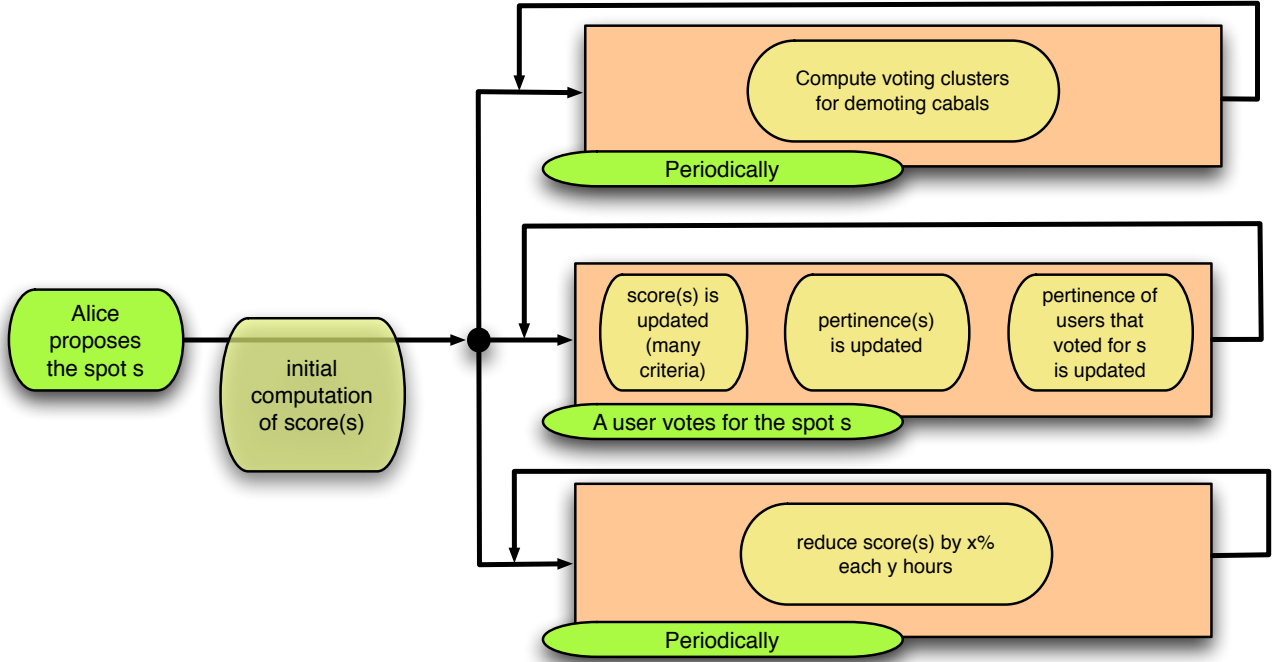 Compute voting clusters
for demoting cabals
Periodically
Alice
proposes
the spot s
initial
computation
of score(s)
score(s) is
updated
(many
criteria)
pertinence(s)
is updated
pertinence of
users that
voted for s
is updated
A user votes for the spot s
reduce score(s) by x%
each y hours
Periodically